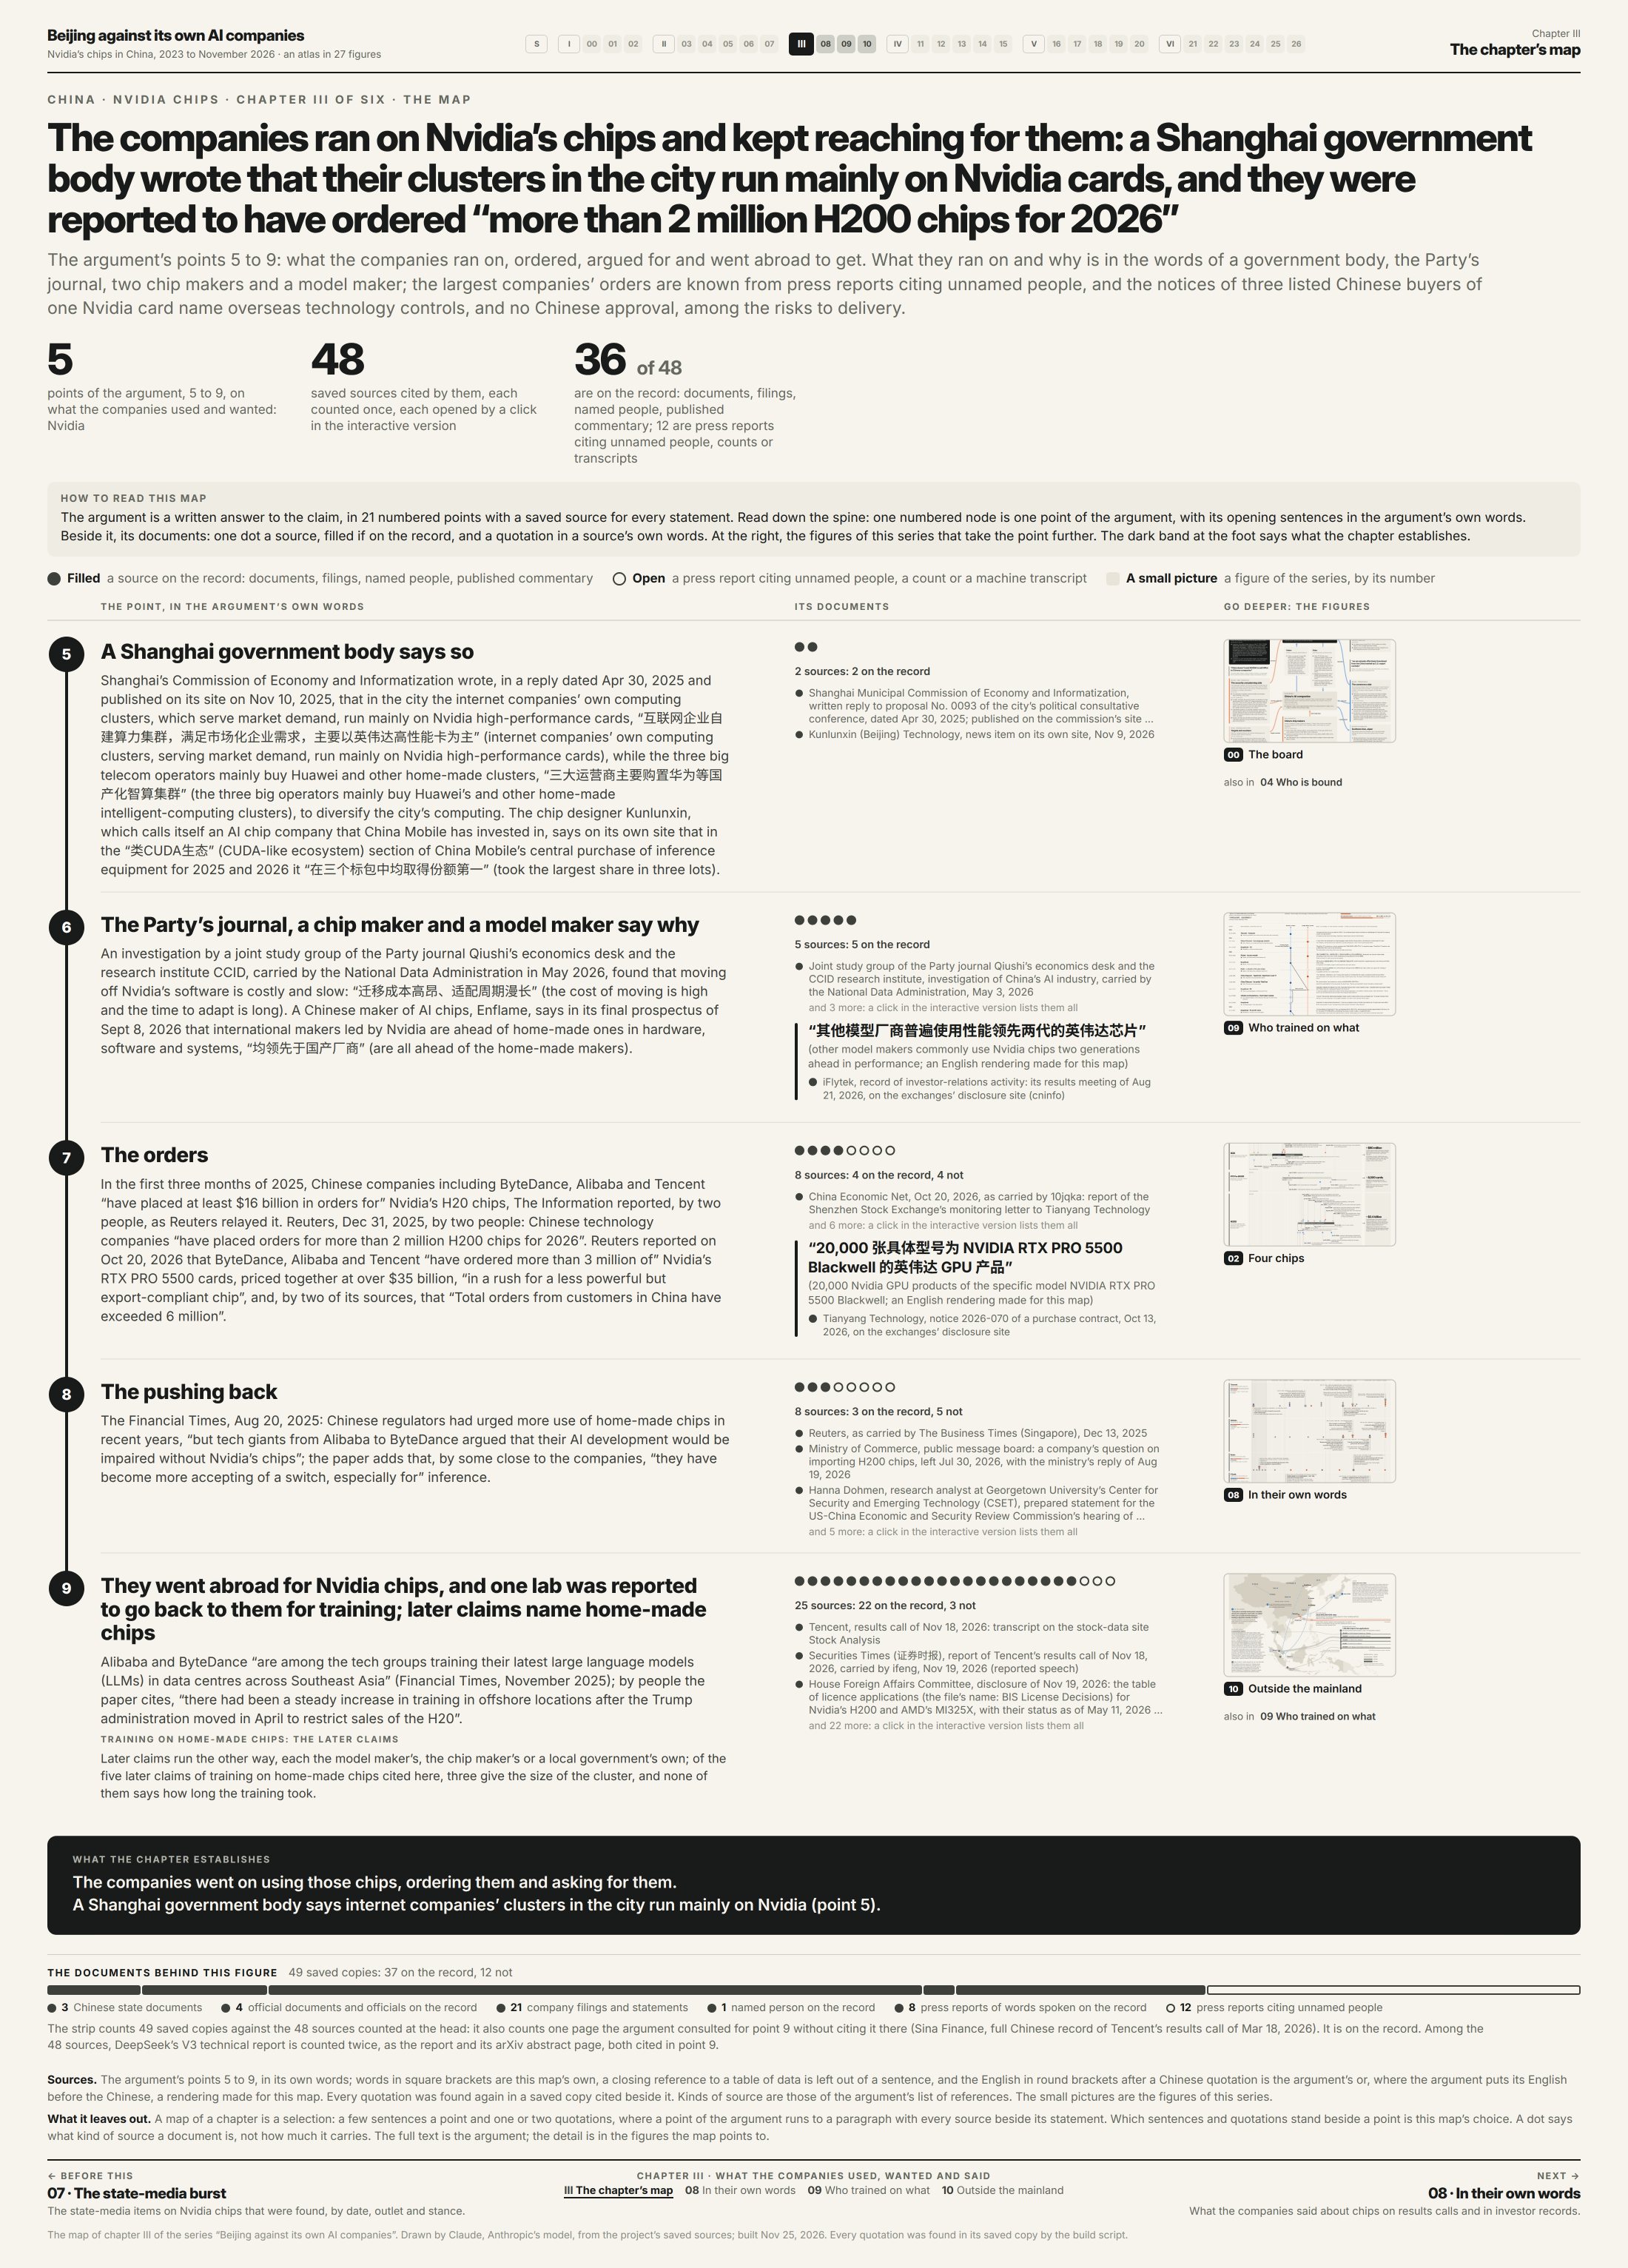 Beijing against its own AI companies
Nvidia's chips in China, 2023 to November 2026 · an atlas in 27 figures
S I 00 01 02 II 03 04 05 06 07 III 08 09 10 IV 11 12 13 14 15 V 16 17 18 19 20 VI 21 22 23 24 25 26
Chapter III
The chapter's map
CHINA · NVIDIA CHIPS · CHAPTER III OF SIX · THE MAP
The companies ran on Nvidia's chips and kept reaching for them: a Shanghai government
body wrote that their clusters in the city run mainly on Nvidia cards, and they were
reported to have ordered “more than 2 million H200 chips for 2026”
The argument's points 5 to 9: what the companies ran on, ordered, argued for and went abroad to get. What they ran on and why is in the words of a government body, the Party's
journal, two chip makers and a model maker; the largest companies' orders are known from press reports citing unnamed people, and the notices of three listed Chinese buyers of
one Nvidia card name overseas technology controls, and no Chinese approval, among the risks to delivery.
5
points of the argument, 5 to 9, on
what the companies used and wanted:
Nvidia
48
saved sources cited by them, each
counted once, each opened by a click
in the interactive version
36 of 48
are on the record: documents, filings,
named people, published
commentary; 12 are press reports
citing unnamed people, counts or
transcripts
HOW TO READ THIS MAP
The argument is a written answer to the claim, in 21 numbered points with a saved source for every statement. Read down the spine: one numbered node is one point of the argument, with its opening sentences in the argument's own words.
Beside it, its documents: one dot a source, filled if on the record, and a quotation in a source's own words. At the right, the figures of this series that take the point further. The dark band at the foot says what the chapter establishes.
Filled a source on the record: documents, filings, named people, published commentary
Open a press report citing unnamed people, a count or a machine transcript
A small picture a figure of the series, by its number
THE POINT, IN THE ARGUMENT'S OWN WORDS
ITS DOCUMENTS
GO DEEPER: THE FIGURES
5
A Shanghai government body says so
Shanghai's Commission of Economy and Informatization wrote, in a reply dated Apr 30, 2025 and
published on its site on Nov 10, 2025, that in the city the internet companies' own computing
clusters, which serve market demand, run mainly on Nvidia high-performance cards, “互联网企业自
建算力集群，满足市场化企业需求，主要以英伟达高性能卡为主” (internet companies' own computing
clusters, serving market demand, run mainly on Nvidia high-performance cards), while the three big
telecom operators mainly buy Huawei and other home-made clusters, “三大运营商主要购置华为等国
产化智算集群” (the three big operators mainly buy Huawei's and other home-made
intelligent-computing clusters), to diversify the city's computing. The chip designer Kunlunxin,
which calls itself an AI chip company that China Mobile has invested in, says on its own site that in
the “类CUDA生态” (CUDA-like ecosystem) section of China Mobile's central purchase of inference
equipment for 2025 and 2026 it “在三个标包中均取得份额第一” (took the largest share in three lots).
2 sources: 2 on the record
Shanghai Municipal Commission of Economy and Informatization,
written reply to proposal No. 0093 of the city's political consultative
conference, dated Apr 30, 2025; published on the commission's site ...
Kunlunxin (Beijing) Technology, news item on its own site, Nov 9, 2026
00 The board
also in 04 Who is bound
6
The Party's journal, a chip maker and a model maker say why
An investigation by a joint study group of the Party journal Qiushi's economics desk and the
research institute CCID, carried by the National Data Administration in May 2026, found that moving
off Nvidia's software is costly and slow: “迁移成本高昂、适配周期漫长” (the cost of moving is high
and the time to adapt is long). A Chinese maker of AI chips, Enflame, says in its final prospectus of
Sept 8, 2026 that international makers led by Nvidia are ahead of home-made ones in hardware,
software and systems, “均领先于国产厂商” (are all ahead of the home-made makers).
5 sources: 5 on the record
Joint study group of the Party journal Qiushi's economics desk and the
CCID research institute, investigation of China's AI industry, carried by
the National Data Administration, May 3, 2026
and 3 more: a click in the interactive version lists them all
“其他模型厂商普遍使用性能领先两代的英伟达芯片”
(other model makers commonly use Nvidia chips two generations
ahead in performance; an English rendering made for this map)
iFlytek, record of investor-relations activity: its results meeting of Aug
21, 2026, on the exchanges' disclosure site (cninfo)
09 Who trained on what
7
The orders
In the first three months of 2025, Chinese companies including ByteDance, Alibaba and Tencent
“have placed at least $16 billion in orders for” Nvidia's H20 chips, The Information reported, by two
people, as Reuters relayed it. Reuters, Dec 31, 2025, by two people: Chinese technology
companies “have placed orders for more than 2 million H200 chips for 2026”. Reuters reported on
Oct 20, 2026 that ByteDance, Alibaba and Tencent “have ordered more than 3 million of” Nvidia's
RTX PRO 5500 cards, priced together at over $35 billion, “in a rush for a less powerful but
export-compliant chip”, and, by two of its sources, that “Total orders from customers in China have
exceeded 6 million”.
8 sources: 4 on the record, 4 not
China Economic Net, Oct 20, 2026, as carried by 10jqka: report of the
Shenzhen Stock Exchange's monitoring letter to Tianyang Technology
and 6 more: a click in the interactive version lists them all
“20,000 张具体型号为 NVIDIA RTX PRO 5500
Blackwell 的英伟达 GPU 产品”
(20,000 Nvidia GPU products of the specific model NVIDIA RTX PRO
5500 Blackwell; an English rendering made for this map)
Tianyang Technology, notice 2026-070 of a purchase contract, Oct 13,
2026, on the exchanges' disclosure site
02 Four chips
8
The pushing back
The Financial Times, Aug 20, 2025: Chinese regulators had urged more use of home-made chips in
recent years, “but tech giants from Alibaba to ByteDance argued that their AI development would be
impaired without Nvidia's chips”; the paper adds that, by some close to the companies, “they have
become more accepting of a switch, especially for” inference.
8 sources: 3 on the record, 5 not
Reuters, as carried by The Business Times (Singapore), Dec 13, 2025
Ministry of Commerce, public message board: a company's question on
importing H200 chips, left Jul 30, 2026, with the ministry's reply of Aug
19, 2026
Hanna Dohmen, research analyst at Georgetown University's Center for
Security and Emerging Technology (CSET), prepared statement for the
US-China Economic and Security Review Commission's hearing of ...
and 5 more: a click in the interactive version lists them all
08 In their own words
9
They went abroad for Nvidia chips, and one lab was reported
to go back to them for training; later claims name home-made
chips
Alibaba and ByteDance “are among the tech groups training their latest large language models
(LLMs) in data centres across Southeast Asia” (Financial Times, November 2025); by people the
paper cites, “there had been a steady increase in training in offshore locations after the Trump
administration moved in April to restrict sales of the H20”.
TRAINING ON HOME-MADE CHIPS: THE LATER CLAIMS
Later claims run the other way, each the model maker's, the chip maker's or a local government's own; of the
five later claims of training on home-made chips cited here, three give the size of the cluster, and none of
them says how long the training took.
25 sources: 22 on the record, 3 not
Tencent, results call of Nov 18, 2026: transcript on the stock-data site
Stock Analysis
Securities Times (证券时报), report of Tencent's results call of Nov 18,
2026, carried by ifeng, Nov 19, 2026 (reported speech)
House Foreign Affairs Committee, disclosure of Nov 19, 2026: the table
of licence applications (the file's name: BIS License Decisions) for
Nvidia's H200 and AMD's MI325X, with their status as of May 11, 2026 ...
and 22 more: a click in the interactive version lists them all
10 Outside the mainland
also in 09 Who trained on what
WHAT THE CHAPTER ESTABLISHES
The companies went on using those chips, ordering them and asking for them.
A Shanghai government body says internet companies' clusters in the city run mainly on Nvidia (point 5).
THE DOCUMENTS BEHIND THIS FIGURE 49 saved copies: 37 on the record, 12 not
3 Chinese state documents 4 official documents and officials on the record 21 company filings and statements 1 named person on the record 8 press reports of words spoken on the record 12 press reports citing unnamed people
The strip counts 49 saved copies against the 48 sources counted at the head: it also counts one page the argument consulted for point 9 without citing it there (Sina Finance, full Chinese record of Tencent's results call of Mar 18, 2026). It is on the record. Among the
48 sources, DeepSeek's V3 technical report is counted twice, as the report and its arXiv abstract page, both cited in point 9.
Sources. The argument's points 5 to 9, in its own words; words in square brackets are this map's own, a closing reference to a table of data is left out of a sentence, and the English in round brackets after a Chinese quotation is the argument's or, where the argument puts its English
before the Chinese, a rendering made for this map. Every quotation was found again in a saved copy cited beside it. Kinds of source are those of the argument's list of references. The small pictures are the figures of this series.
What it leaves out. A map of a chapter is a selection: a few sentences a point and one or two quotations, where a point of the argument runs to a paragraph with every source beside its statement. Which sentences and quotations stand beside a point is this map's choice. A dot says
what kind of source a document is, not how much it carries. The full text is the argument; the detail is in the figures the map points to.
← BEFORE THIS
07 · The state-media burst
The state-media items on Nvidia chips that were found, by date, outlet and stance.
CHAPTER III · WHAT THE COMPANIES USED, WANTED AND SAID
III The chapter's map 08 In their own words 09 Who trained on what 10 Outside the mainland
NEXT →
08 · In their own words
What the companies said about chips on results calls and in investor records.
The map of chapter III of the series “Beijing against its own AI companies”. Drawn by Claude, Anthropic's model, from the project's saved sources; built Nov 25, 2026. Every quotation was found in its saved copy by the build script.